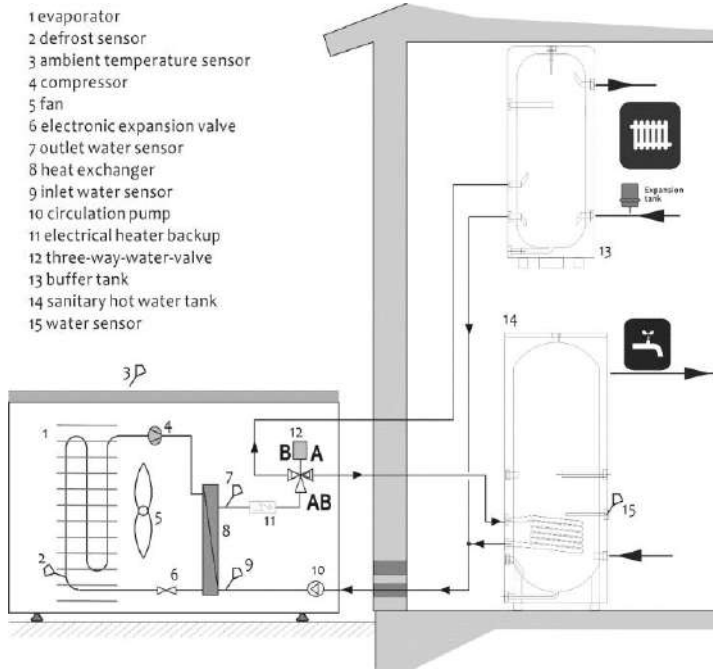 1 evaporator
2 defrost sensor
3 ambient temperature sensor
4 compressor
5 fan
6 electronic expansion valve
7 outlet water sensor
8 heat exchanger
9 inlet water sensor
10 circulation pump
11 electrical heater backup
12 three-way-water-valve
13 buffer tank
14 sanitary hot water tank
15 water sensor
Expansion
tank
13
14
3
1
4
12
B A
7
AB
15
5
8
11
2
6
9
10